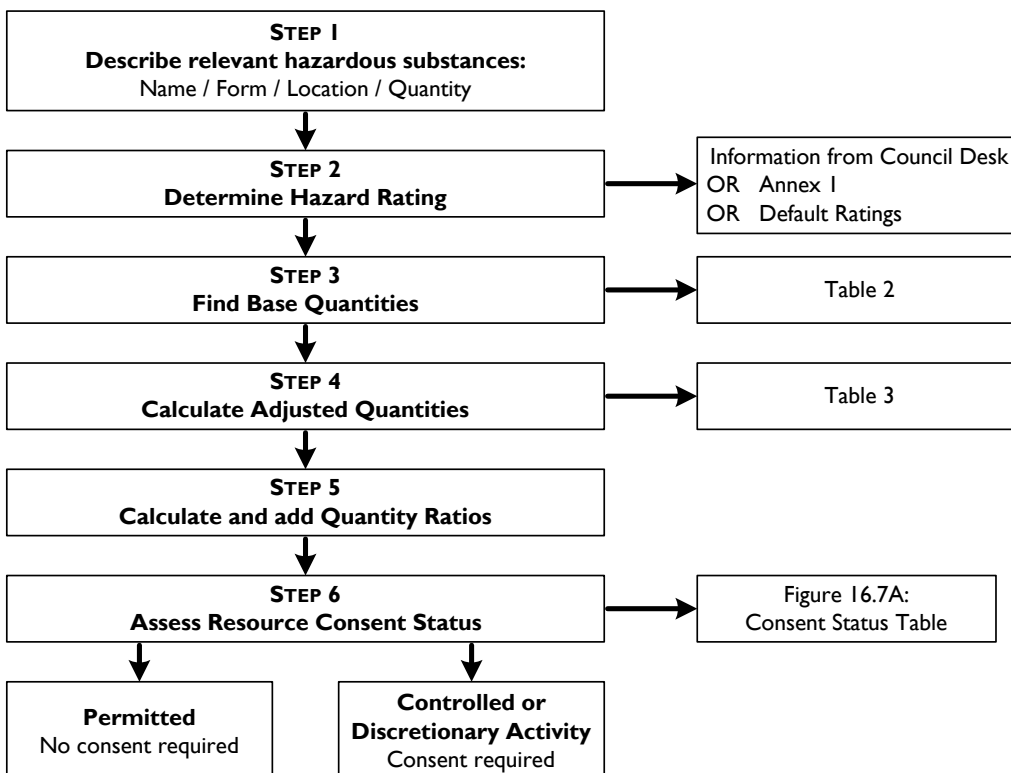 STEP 1
Describe relevant hazardous substances:
Name / Form / Location / Quantity
STEP 2
Determine Hazard Rating
Information from Council Desk
OR Annex 1
OR Default Ratings
STEP 3
Find Base Quantities
Table 2
STEP 4
Calculate Adjusted Quantities
Table 3
STEP 5
Calculate and add Quantity Ratios
STEP 6
Assess Resource Consent Status
Figure 16.7A:
Consent Status Table
Permitted
No consent required
Controlled or
Discretionary Activity
Consent required